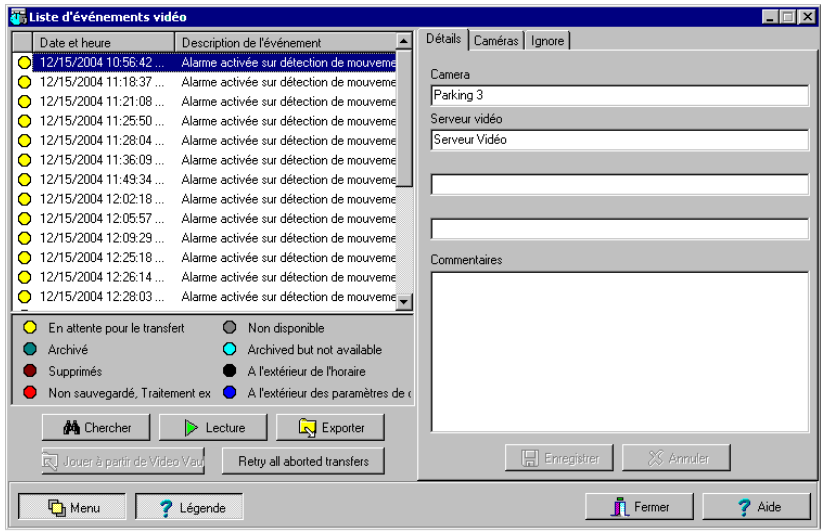 Liste d'événements vidéo
Date et heure Description de l'événement
12/15/2004 10:56:42 ... Alarme activée sur détection de mouveme
12/15/2004 11:18:37 ... Alarme activée sur détection de mouveme
12/15/2004 11:21:08 ... Alarme activée sur détection de mouveme
12/15/2004 11:25:50 ... Alarme activée sur détection de mouveme
12/15/2004 11:28:04 ... Alarme activée sur détection de mouveme
12/15/2004 11:36:09 ... Alarme activée sur détection de mouveme
12/15/2004 11:49:34 ... Alarme activée sur détection de mouveme
12/15/2004 12:02:18 ... Alarme activée sur détection de mouveme
12/15/2004 12:05:57 ... Alarme activée sur détection de mouveme
12/15/2004 12:09:29 ... Alarme activée sur détection de mouveme
12/15/2004 12:25:18 ... Alarme activée sur détection de mouveme
12/15/2004 12:26:14 ... Alarme activée sur détection de mouveme
12/15/2004 12:28:03 ... Alarme activée sur détection de mouveme
En attente pour le transfert Non disponible
Archivé Archived but not available
Supprimés A l'extérieur de l'horaire
Non sauvegardé, Traitement ex A l'extérieur des paramètres de c
Chercher Lecture Exporter
Jouer à partir de Video Vau Retry all aborted transfers
Détails Caméras Ignore
Camera
Parking 3
Serveur vidéo
Serveur Vidéo
Commentaires
Enregistrer Annuler
Menu Légende Fermer Aide